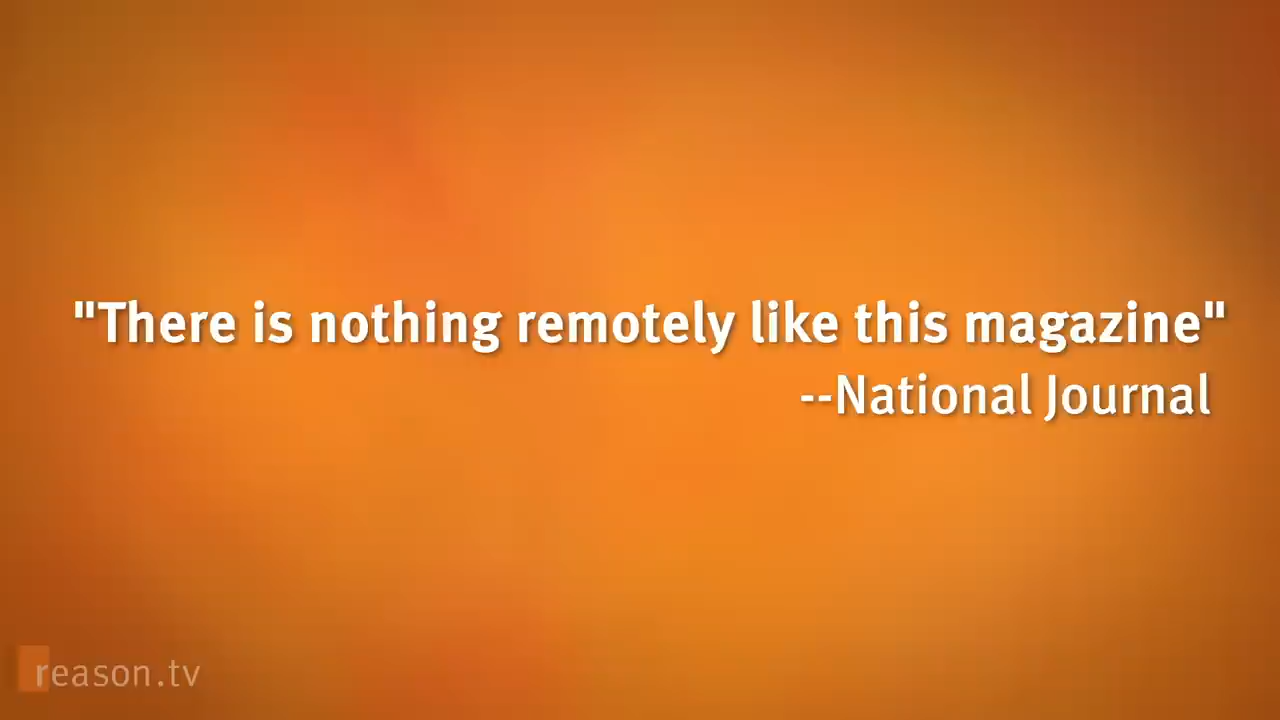 "There is nothing remotely like this magazine"
--National Journal
reason.tv